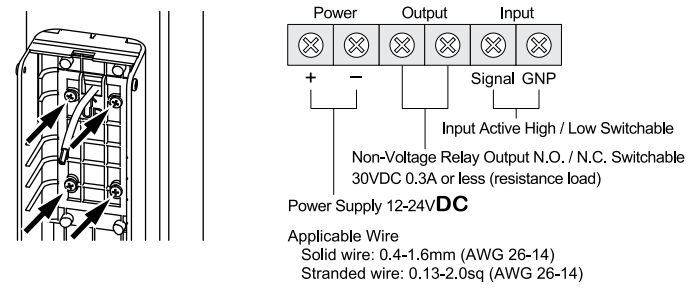 Power Output Input
+ − Signal GNP
Input Active High / Low Switchable
Non-Voltage Relay Output N.O. / N.C. Switchable
30VDC 0.3A or less (resistance load)
Power Supply 12-24VDC
Applicable Wire
Solid wire: 0.4-1.6mm (AWG 26-14)
Stranded wire: 0.13-2.0sq (AWG 26-14)